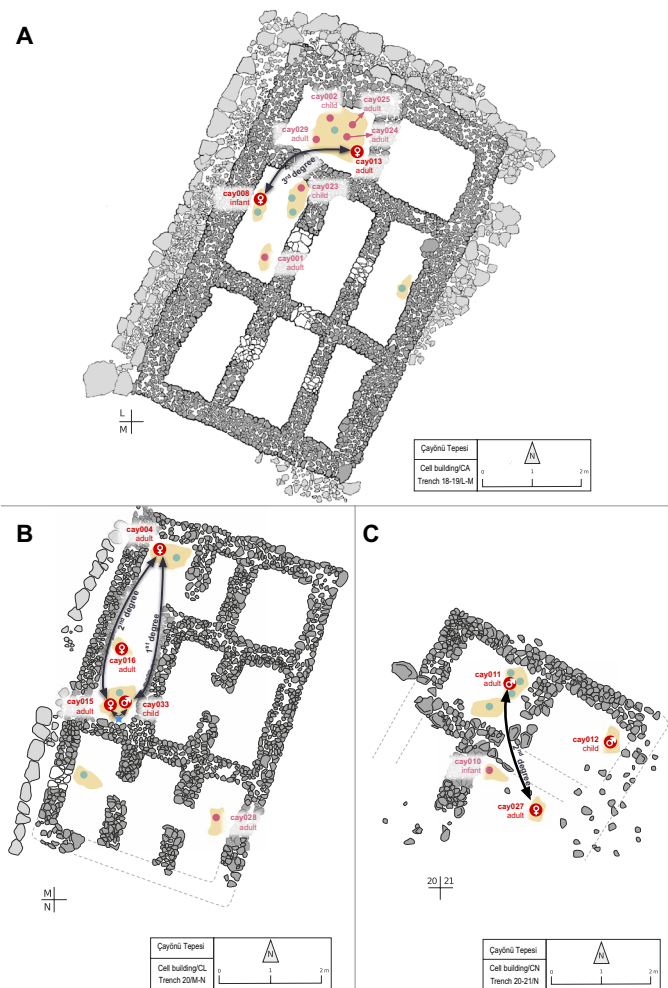 A
cay002
child
cay025
adult
cay029
adult
cay024
adult
cay013
adult
3rd degree
cay008
infant
cay023
child
cay001
adult
L
M
Çayönü Tepesi
Cell building/CA
Trench 18-19/L-M
N
0 1 2 m
B
cay004
adult
2nd degree
1st degree
cay016
adult
cay015
adult
cay033
child
cay028
adult
M
N
Çayönü Tepesi
Cell building/CL
Trench 20/M-N
N
0 1 2 m
C
cay011
adult
cay012
child
degree
cay010
infant
cay027
adult
20 21
Çayönü Tepesi
Cell building/CN
Trench 20-21/N
N
0 1 2 m